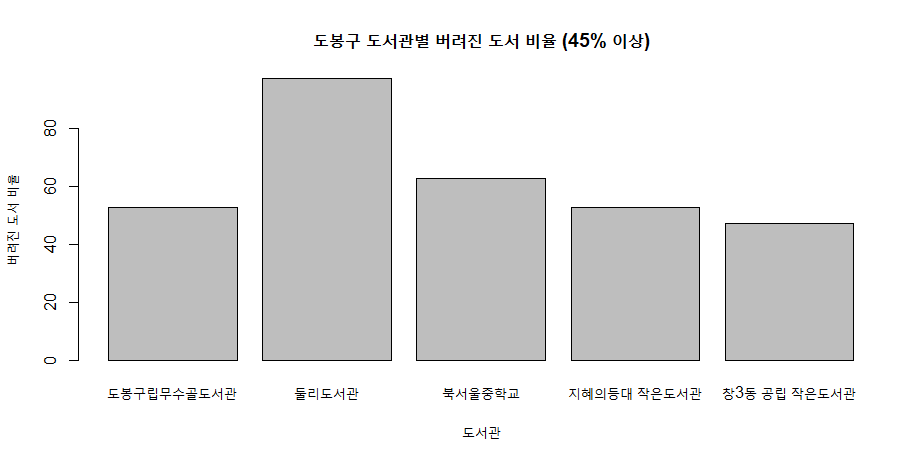 도봉구 도서관별 버려진 도서 비율 (45% 이상)
버려진 도서 비율
80
60
40
20
0
도봉구립무수골도서관 둘리도서관 북서울중학교 지혜의등대 작은도서관 창3동 공립 작은도서관
도서관